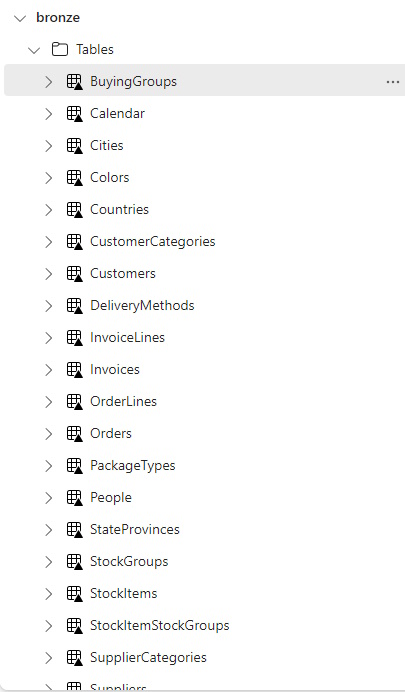 bronze
Tables
BuyingGroups
Calendar
Cities
Colors
Countries
CustomerCategories
Customers
DeliveryMethods
InvoiceLines
Invoices
OrderLines
Orders
PackageTypes
People
StateProvinces
StockGroups
StockItems
StockItemStockGroups
SupplierCategories
Suppliers